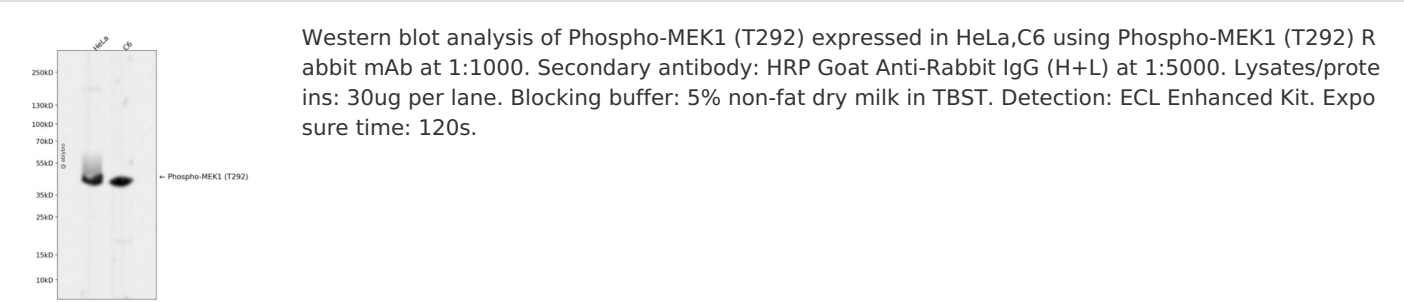 HeLa C6
250kD
130kD
100kD
70kD
55kD
35kD
25kD
15kD
10kD
@ ablybio
← Phospho-MEK1 (T292)
Western blot analysis of Phospho-MEK1 (T292) expressed in HeLa,C6 using Phospho-MEK1 (T292) R
abbit mAb at 1:1000. Secondary antibody: HRP Goat Anti-Rabbit IgG (H+L) at 1:5000. Lysates/prote
ins: 30ug per lane. Blocking buffer: 5% non-fat dry milk in TBST. Detection: ECL Enhanced Kit. Expo
sure time: 120s.